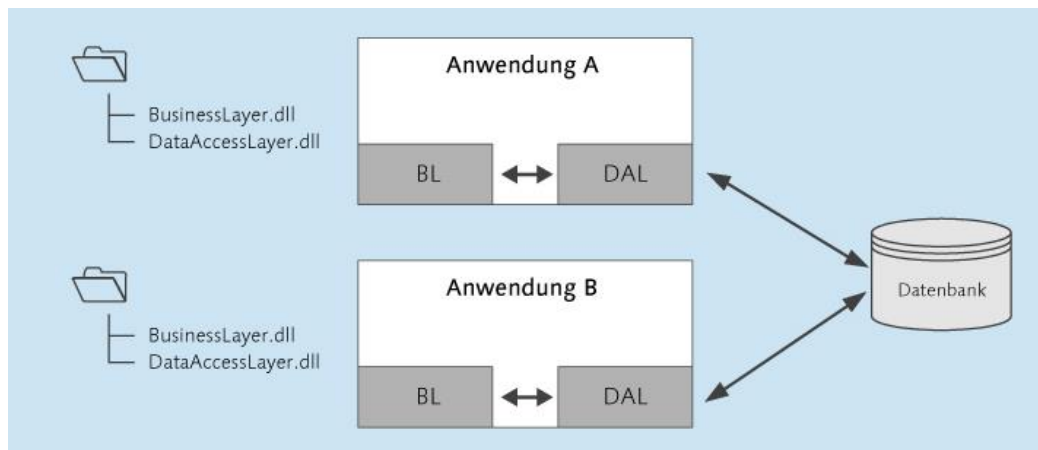 Anwendung A
BusinessLayer.dll
DataAccessLayer.dll
BL
DAL
Anwendung B
BusinessLayer.dll
DataAccessLayer.dll
BL
DAL
Datenbank